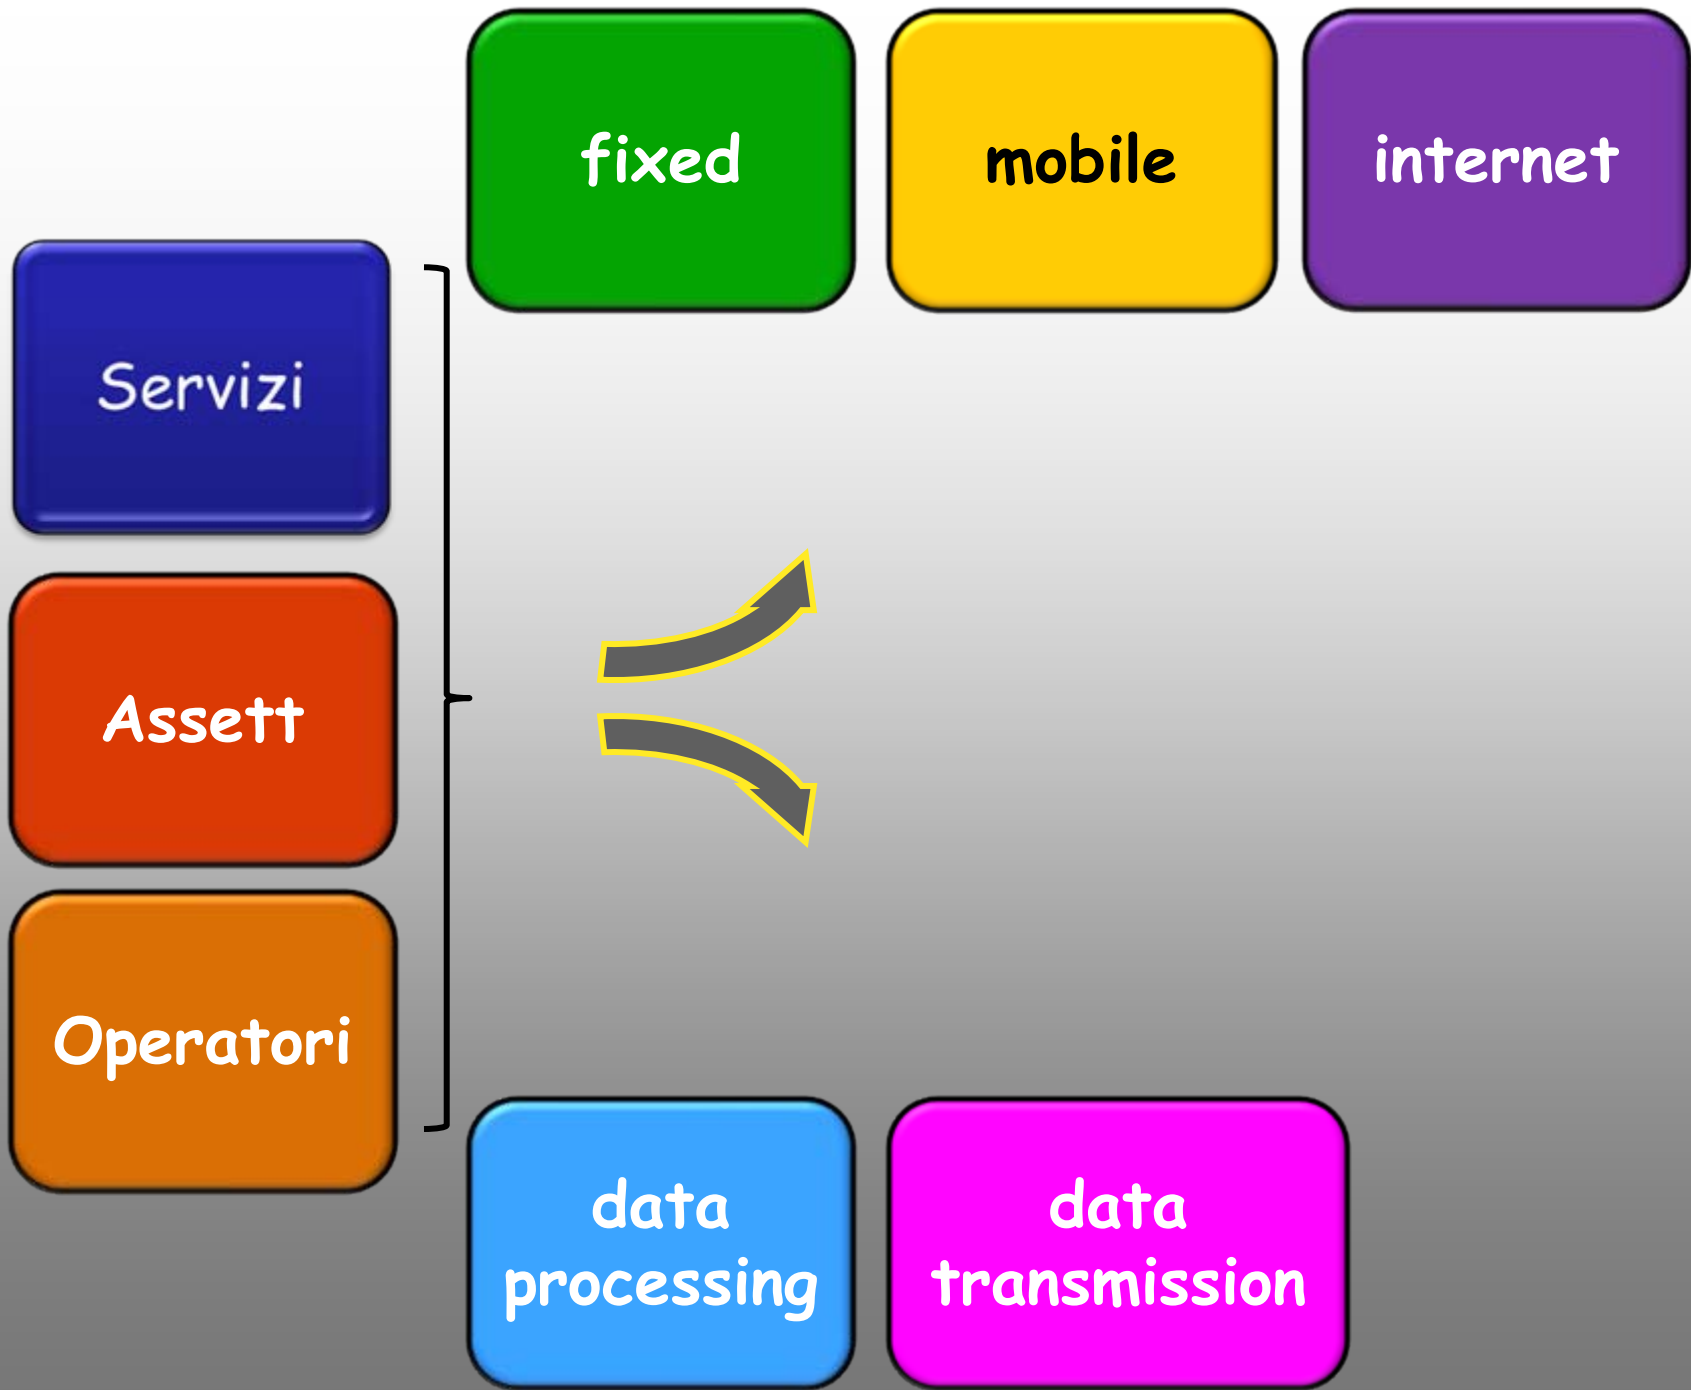 fixed
mobile
internet
Servizi
Assett
Operatori
data
processing
data
transmission